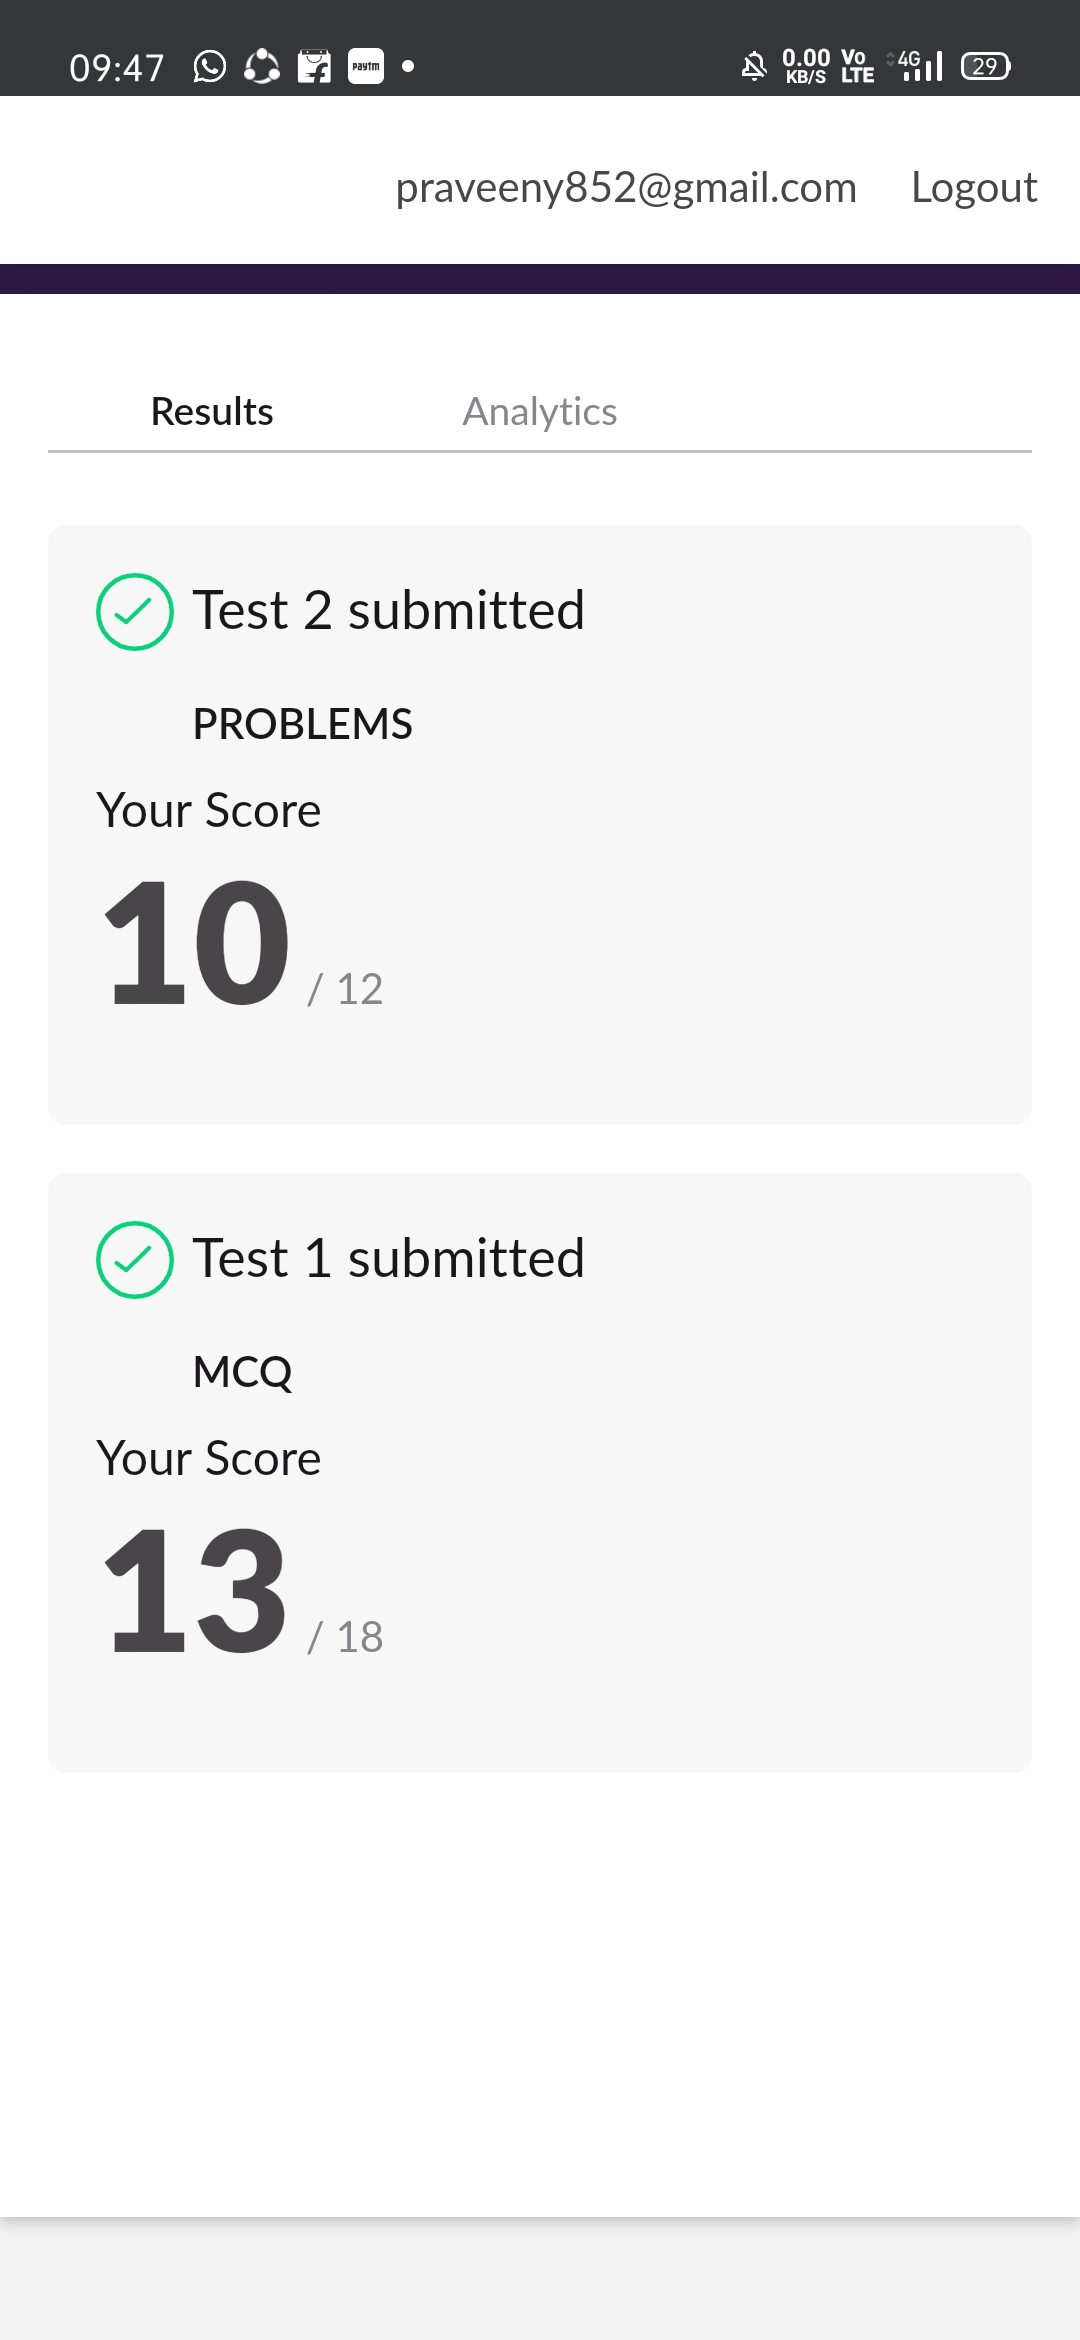 09:47 paytm 0.00 KB/S Vo LTE 4G 29
praveeny852@gmail.com Logout
Results Analytics
Test 2 submitted
PROBLEMS
Your Score
10 / 12
Test 1 submitted
MCQ
Your Score
13 / 18